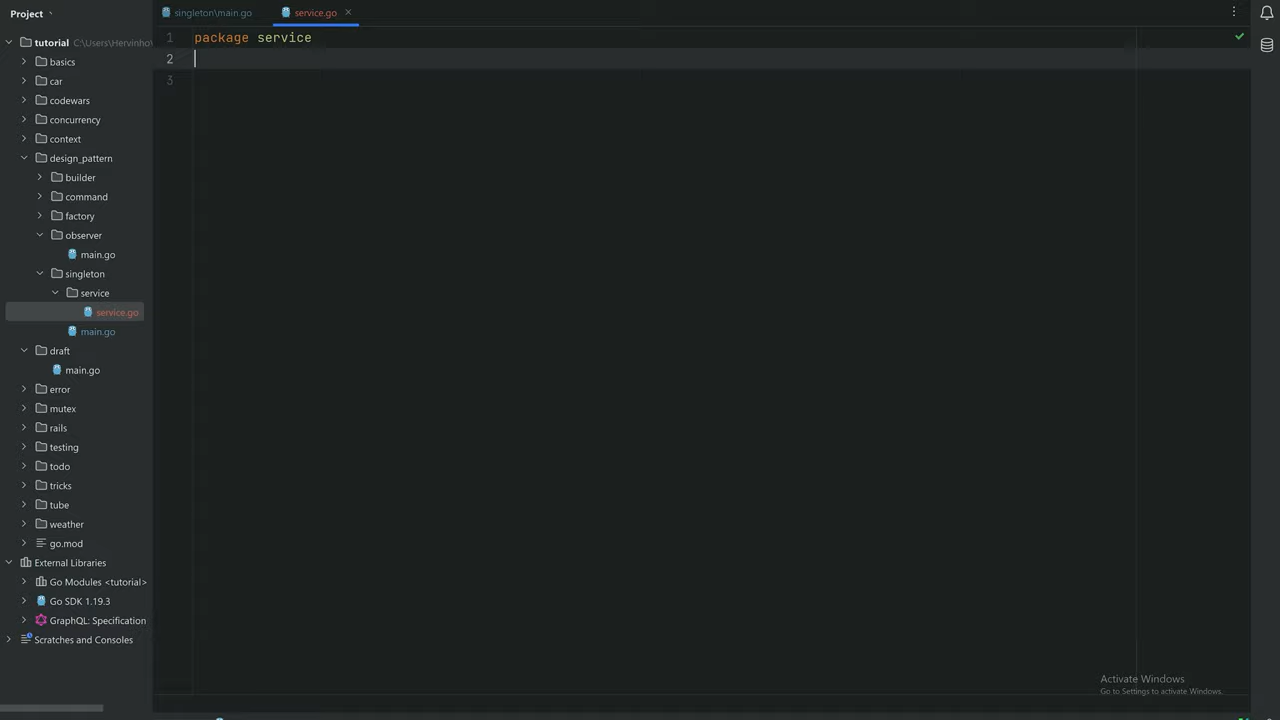 Project
singleton\main.go
service.go
tutorial C:\Users\Hervinho\
basics
car
codewars
concurrency
context
design_pattern
builder
command
factory
observer
main.go
singleton
service
service.go
main.go
draft
main.go
error
mutex
rails
testing
todo
tricks
tube
weather
go.mod
External Libraries
Go Modules <tutorial>
Go SDK 1.19.3
GraphQL: Specification
Scratches and Consoles
1 package service
2
3
Activate Windows
Go to Settings to activate Windows.